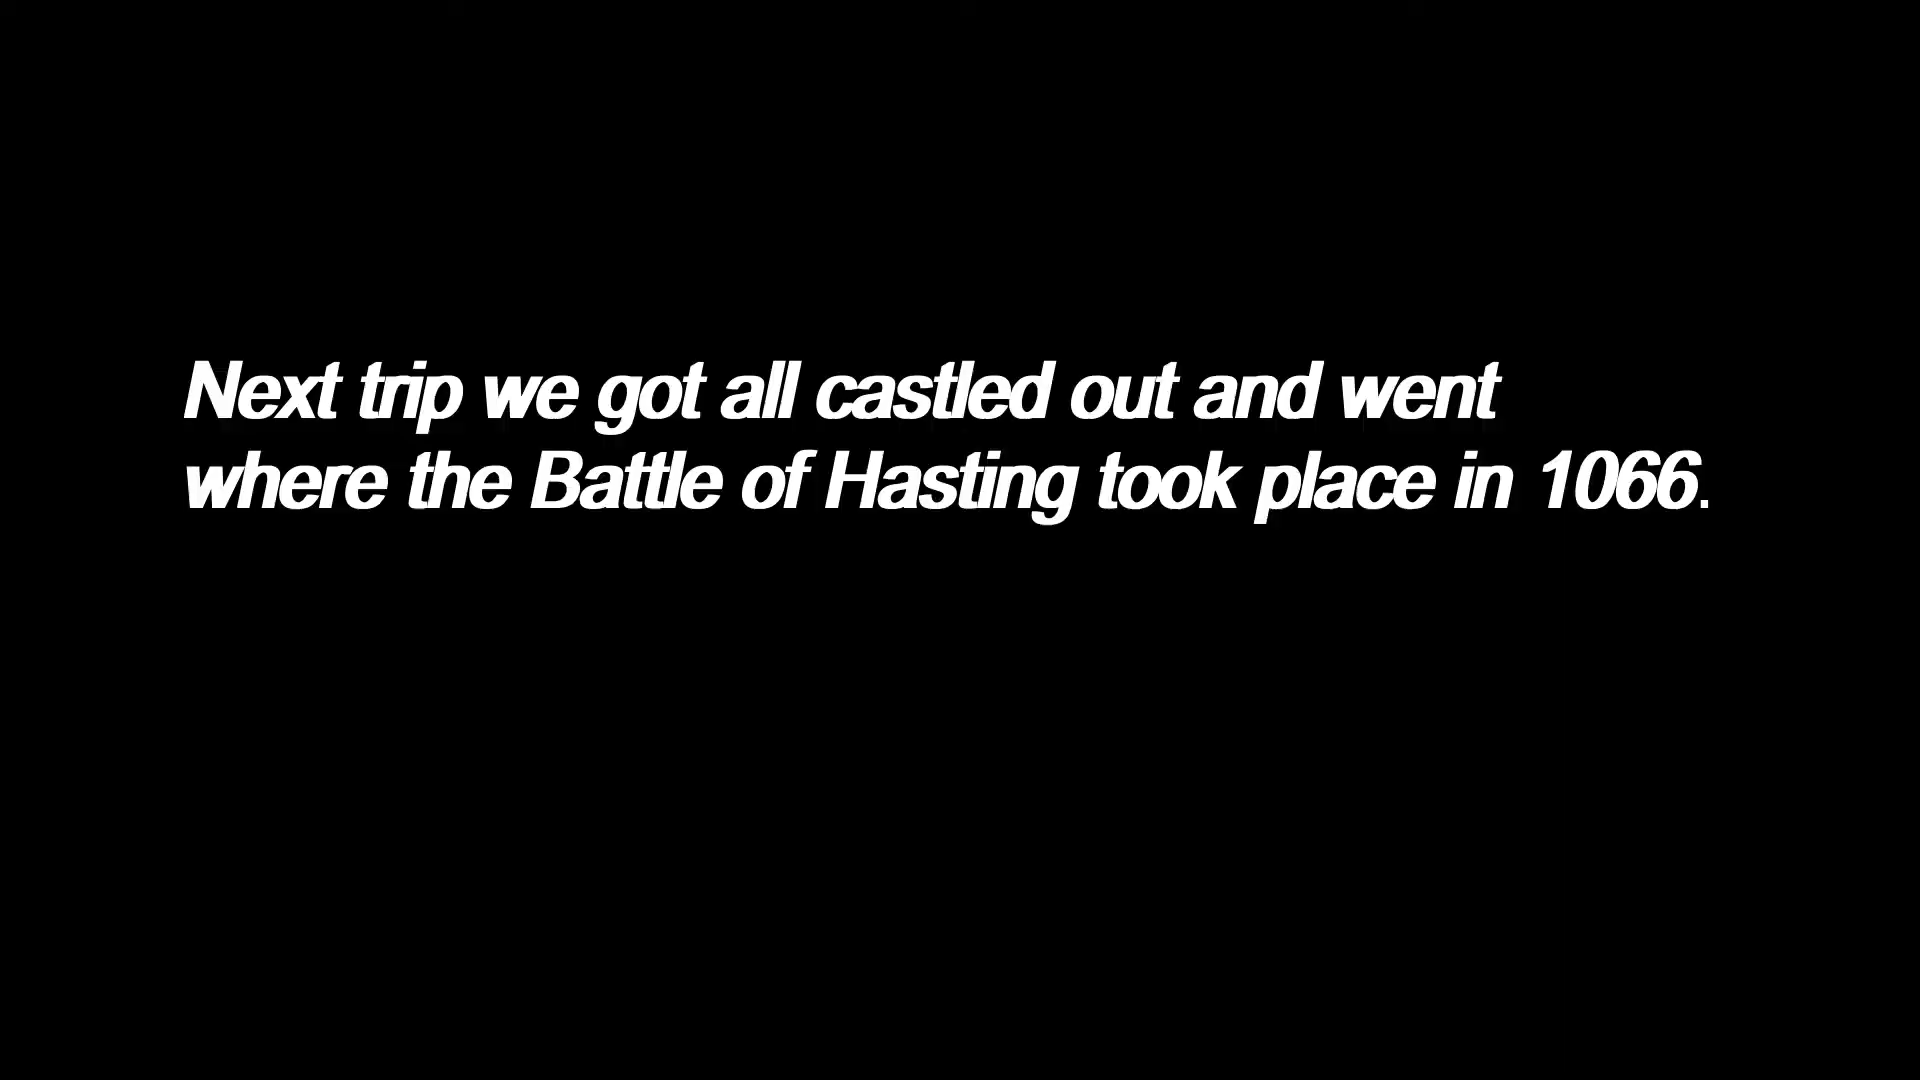 Next trip we got all castled out and went
where the Battle of Hasting took place in 1066.